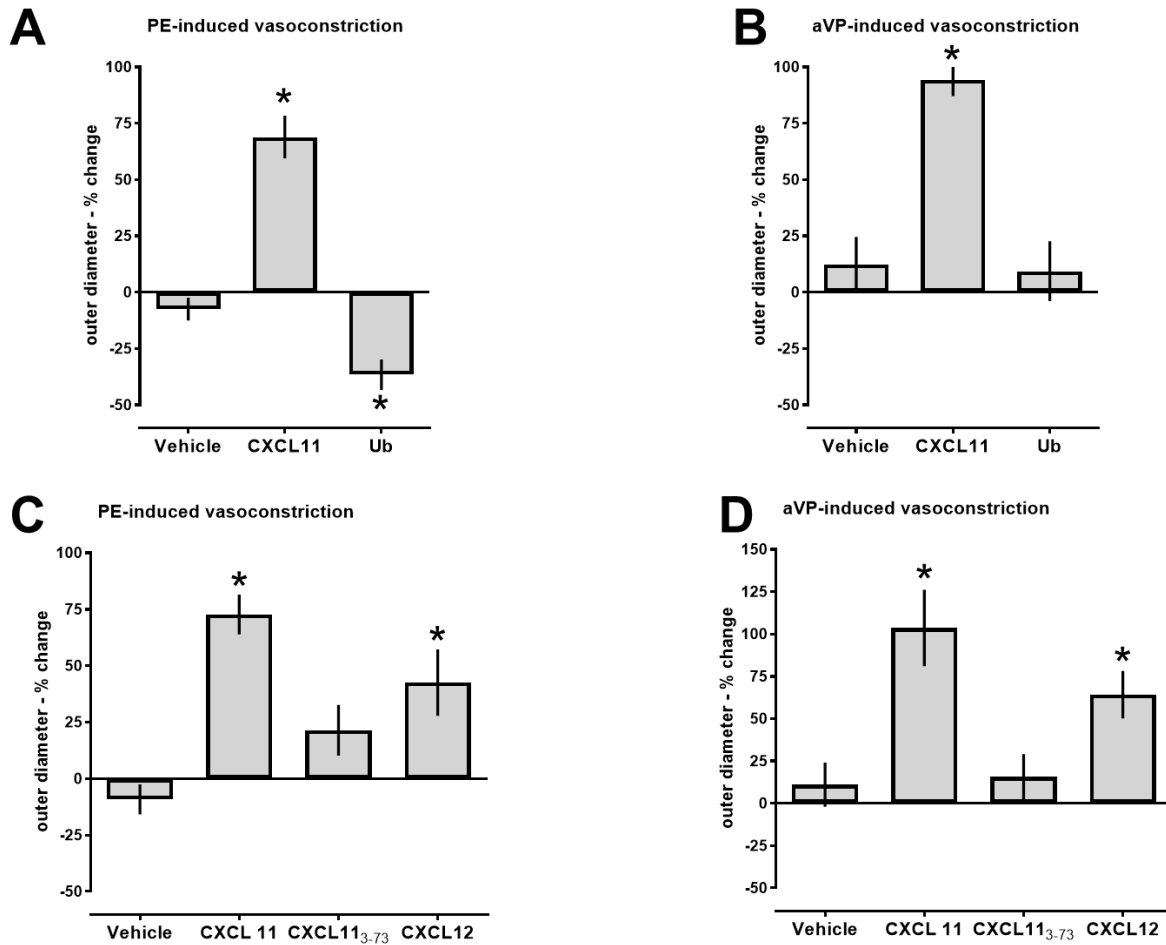 A
PE-induced vasoconstriction
outer diameter - % change
100
75
50
25
0
-25
-50
*
*
Vehicle CXCL11 Ub
B
aVP-induced vasoconstriction
outer diameter - % change
100
75
50
25
0
-25
-50
*
Vehicle CXCL11 Ub
C
PE-induced vasoconstriction
outer diameter - % change
100
75
50
25
0
-25
-50
*
*
Vehicle CXCL 11 CXCL11₃₋₇₃ CXCL12
D
aVP-induced vasoconstriction
outer diameter - % change
150
125
100
75
50
25
0
-25
-50
*
*
Vehicle CXCL 11 CXCL11₃₋₇₃ CXCL12